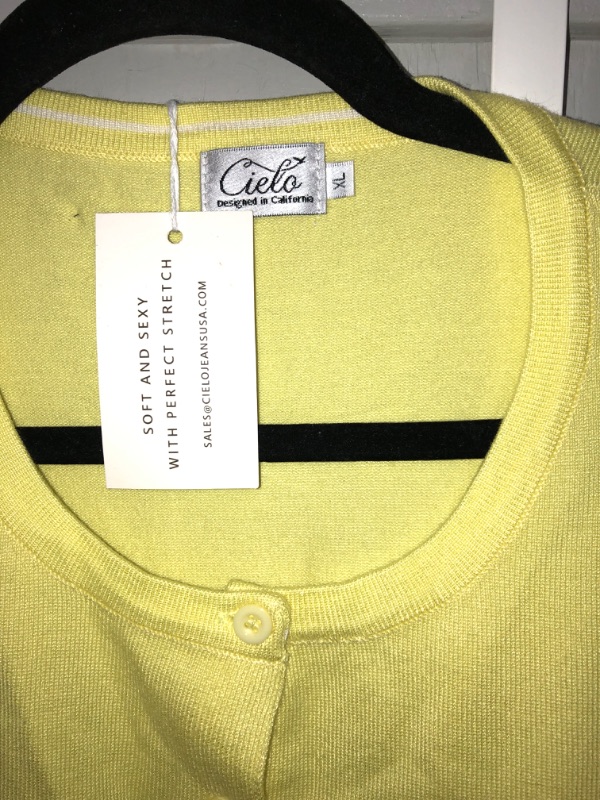 Cielo
Designed in California
XL
SOFT AND SEXY
WITH PERFECT STRETCH
SALES@CIELOJEANSUSA.COM